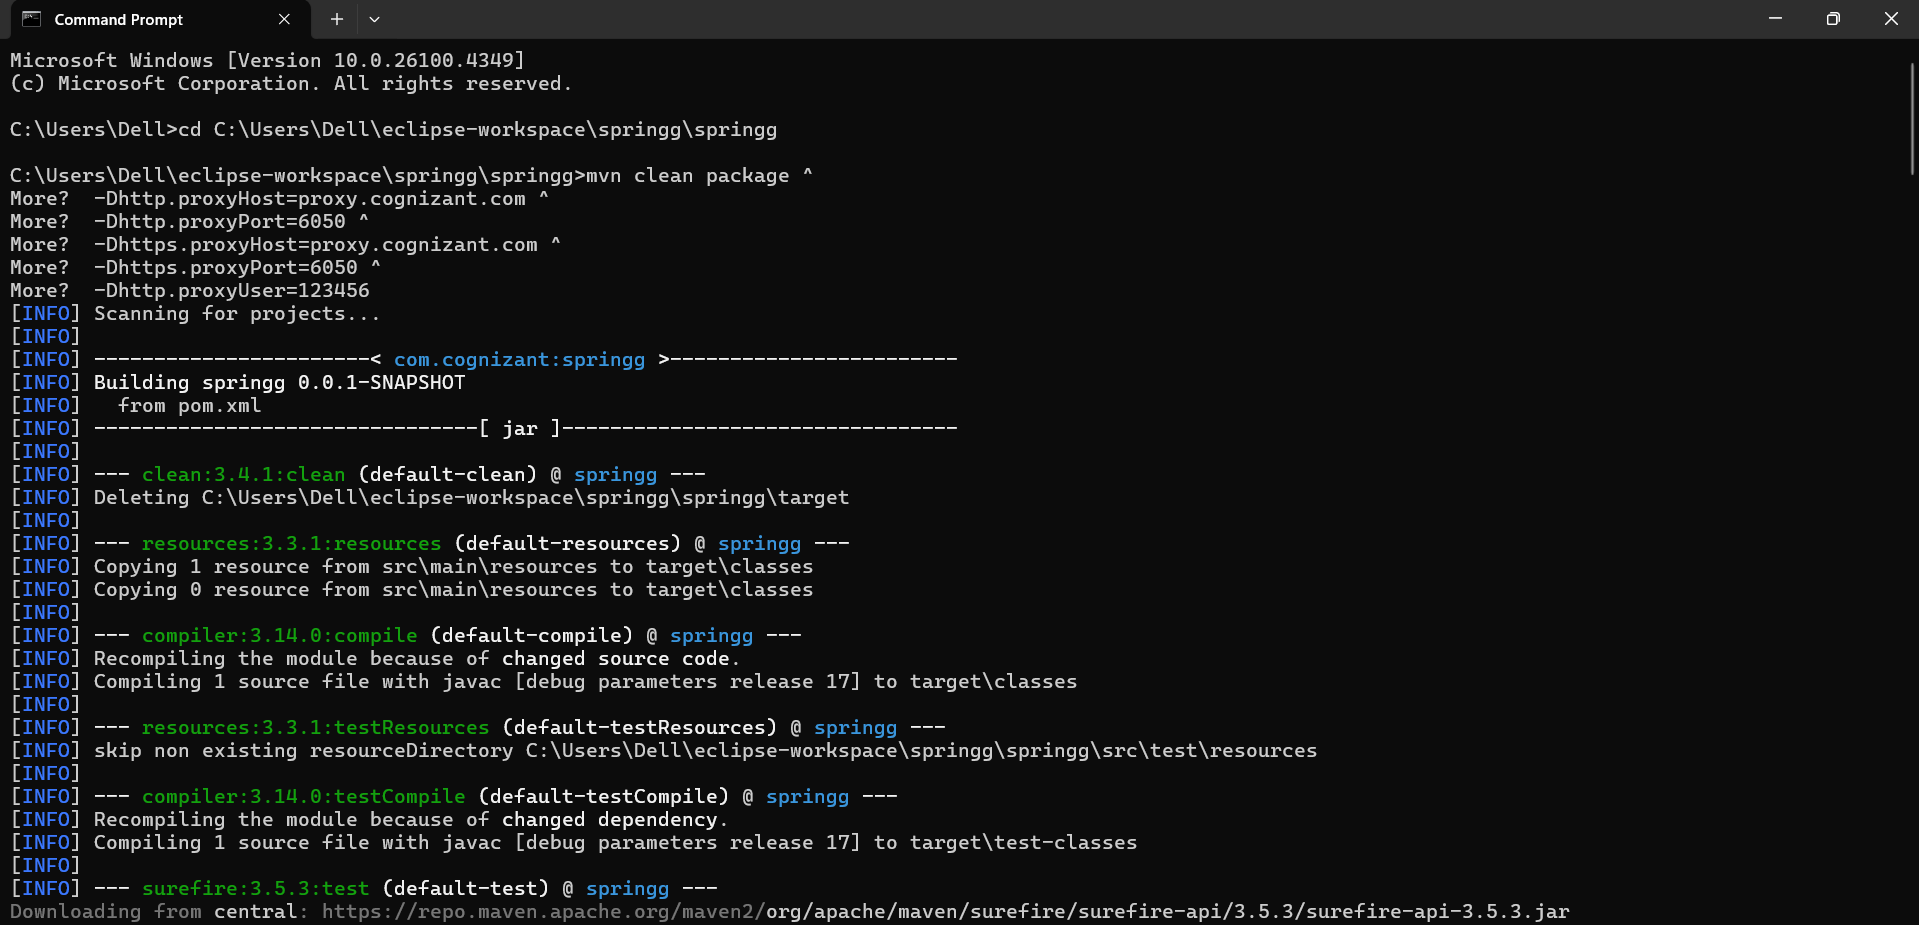 Command Prompt
Microsoft Windows [Version 10.0.26100.4349]
(c) Microsoft Corporation. All rights reserved.
C:\Users\Dell>cd C:\Users\Dell\eclipse-workspace\springg\springg
C:\Users\Dell\eclipse-workspace\springg\springg>mvn clean package ^
More?  -Dhttp.proxyHost=proxy.cognizant.com ^
More?  -Dhttp.proxyPort=6050 ^
More?  -Dhttps.proxyHost=proxy.cognizant.com ^
More?  -Dhttps.proxyPort=6050 ^
More?  -Dhttp.proxyUser=123456
[INFO] Scanning for projects...
[INFO]
[INFO] -----------------------< com.cognizant:springg >------------------------
[INFO] Building springg 0.0.1-SNAPSHOT
[INFO]   from pom.xml
[INFO] --------------------------------[ jar ]---------------------------------
[INFO]
[INFO] --- clean:3.4.1:clean (default-clean) @ springg ---
[INFO] Deleting C:\Users\Dell\eclipse-workspace\springg\springg\target
[INFO]
[INFO] --- resources:3.3.1:resources (default-resources) @ springg ---
[INFO] Copying 1 resource from src\main\resources to target\classes
[INFO] Copying 0 resource from src\main\resources to target\classes
[INFO]
[INFO] --- compiler:3.14.0:compile (default-compile) @ springg ---
[INFO] Recompiling the module because of changed source code.
[INFO] Compiling 1 source file with javac [debug parameters release 17] to target\classes
[INFO]
[INFO] --- resources:3.3.1:testResources (default-testResources) @ springg ---
[INFO] skip non existing resourceDirectory C:\Users\Dell\eclipse-workspace\springg\springg\src\test\resources
[INFO]
[INFO] --- compiler:3.14.0:testCompile (default-testCompile) @ springg ---
[INFO] Recompiling the module because of changed dependency.
[INFO] Compiling 1 source file with javac [debug parameters release 17] to target\test-classes
[INFO]
[INFO] --- surefire:3.5.3:test (default-test) @ springg ---
Downloading from central: https://repo.maven.apache.org/maven2/org/apache/maven/surefire/surefire-api/3.5.3/surefire-api-3.5.3.jar